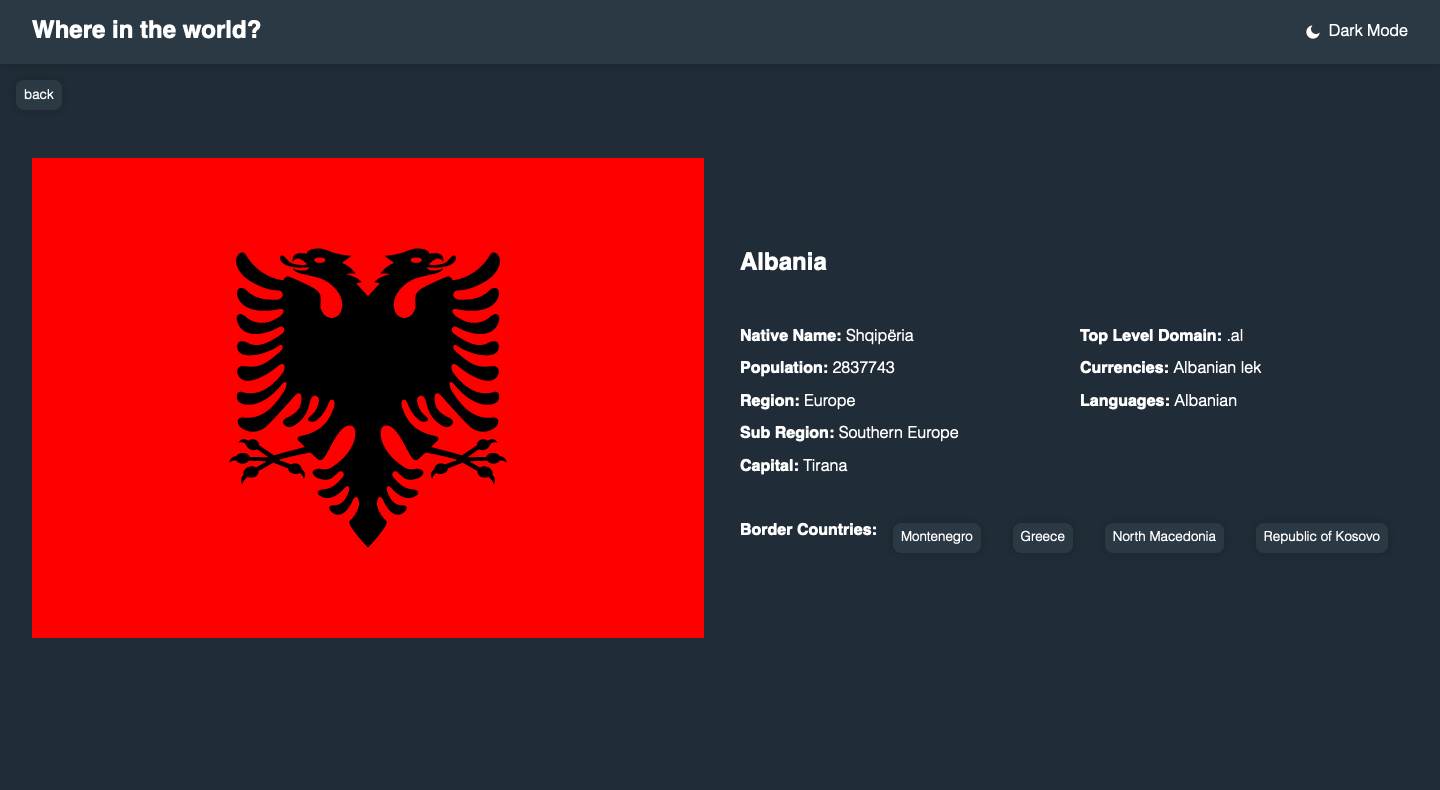 Where in the world?
Dark Mode
back
Albania
Native Name: Shqipëria
Population: 2837743
Region: Europe
Sub Region: Southern Europe
Capital: Tirana
Top Level Domain: .al
Currencies: Albanian lek
Languages: Albanian
Border Countries: Montenegro Greece North Macedonia Republic of Kosovo